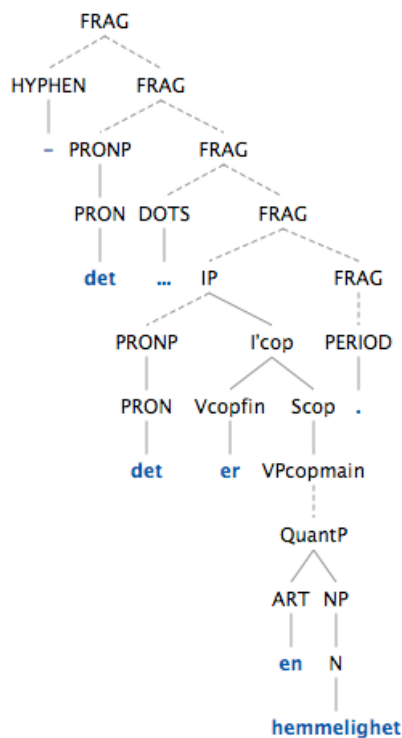 FRAG
HYPHEN FRAG
– PRONP FRAG
PRON DOTS FRAG
det ... IP FRAG
PRONP I'cop PERIOD
PRON Vcopfin Scop .
det er VPcopmain
QuantP
ART NP
en N
hemmelighet